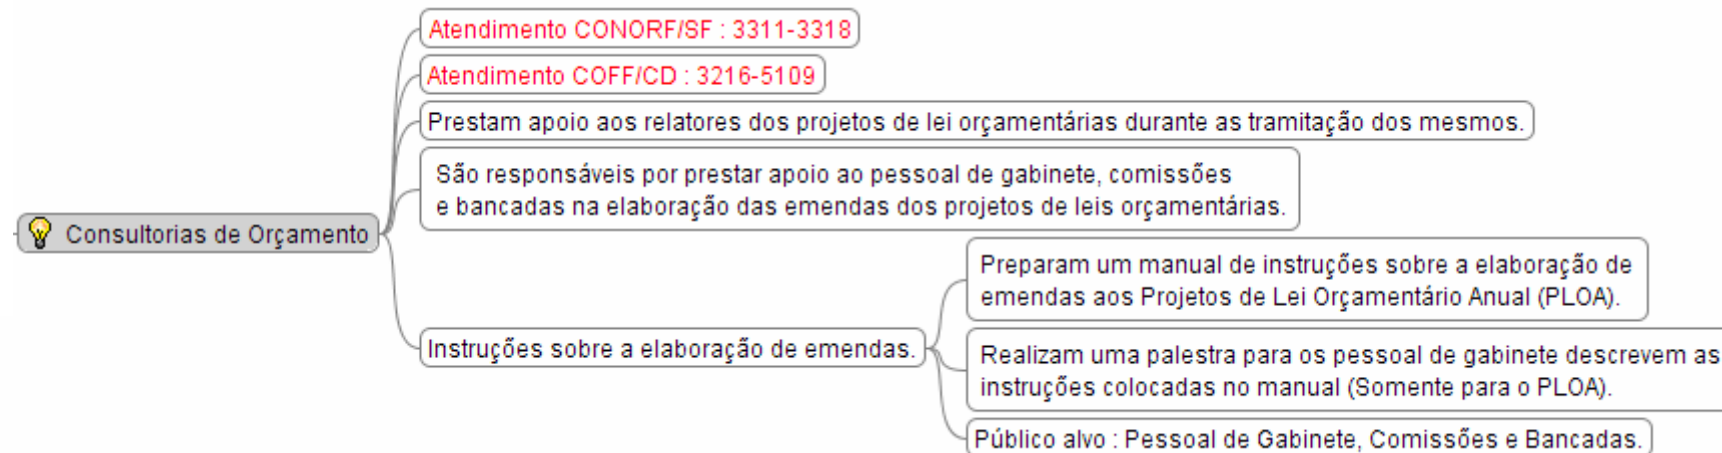 Atendimento CONORF/SF : 3311-3318
Atendimento COFF/CD : 3216-5109
Prestam apoio aos relatores dos projetos de lei orçamentárias durante as tramitação dos mesmos.
São responsáveis por prestar apoio ao pessoal de gabinete, comissões
e bancadas na elaboração das emendas dos projetos de leis orçamentárias.
Consultorias de Orçamento
Instruções sobre a elaboração de emendas.
Preparam um manual de instruções sobre a elaboração de
emendas aos Projetos de Lei Orçamentário Anual (PLOA).
Realizam uma palestra para os pessoal de gabinete descrevem as
instruções colocadas no manual (Somente para o PLOA).
Público alvo : Pessoal de Gabinete, Comissões e Bancadas.